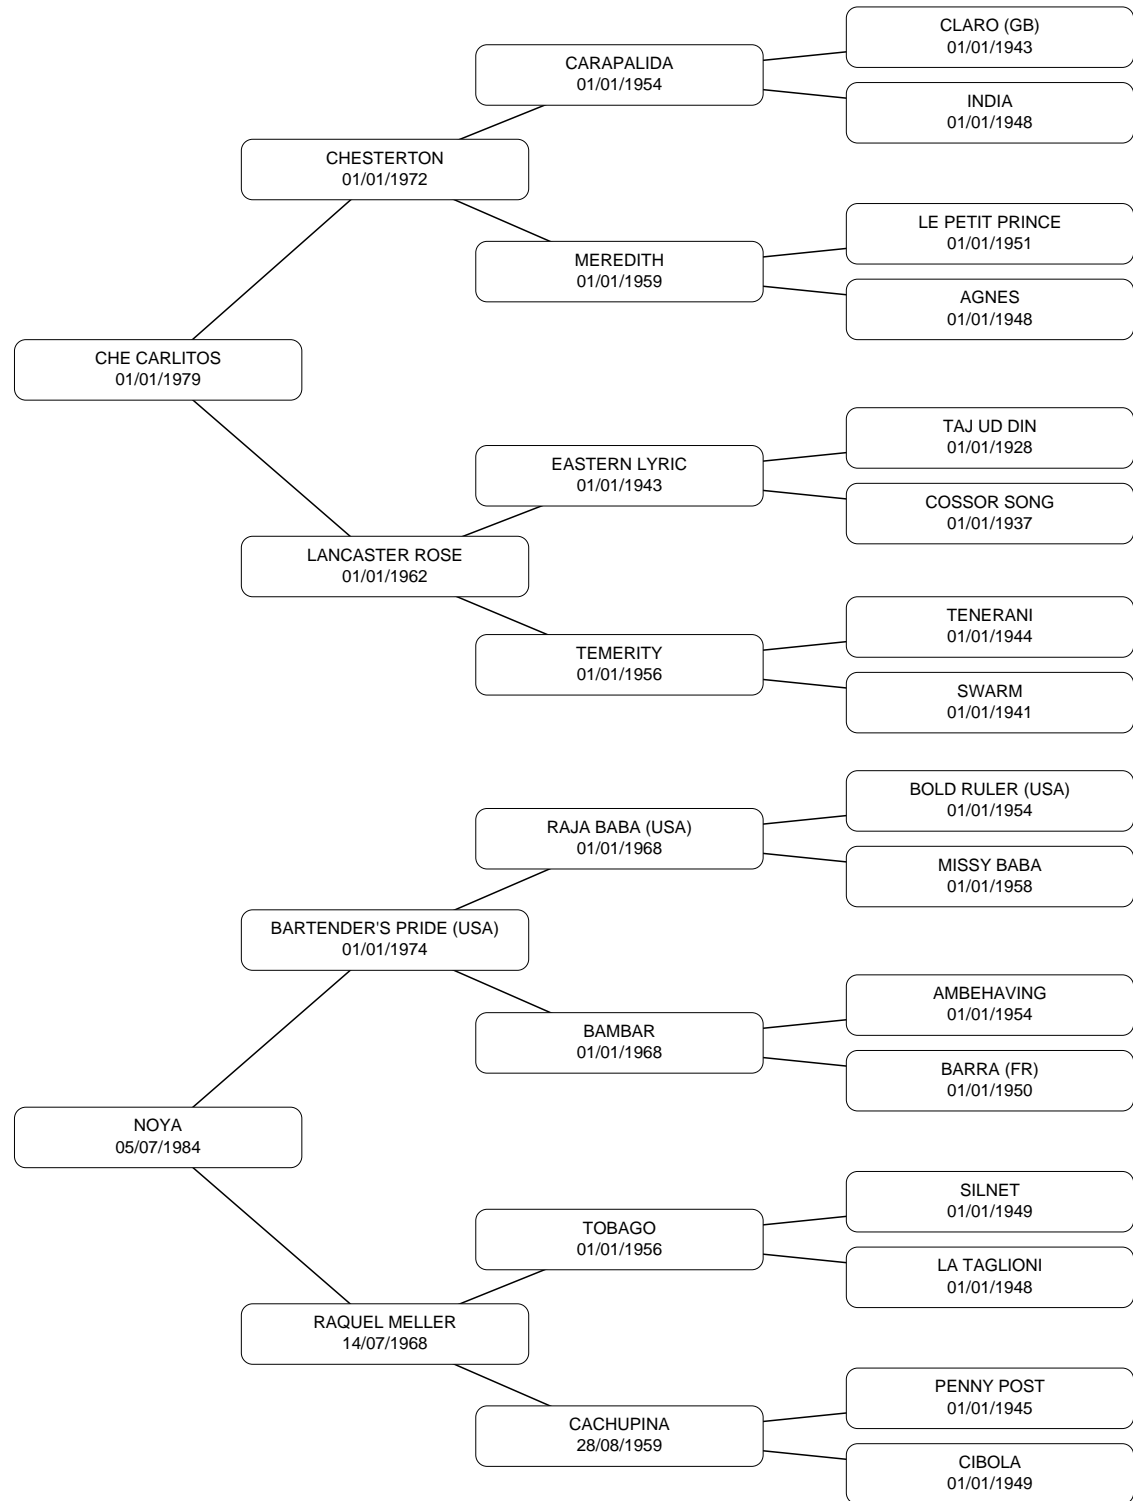 CLARO (GB)
01/01/1943
CARAPALIDA
01/01/1954
INDIA
01/01/1948
CHESTERTON
01/01/1972
LE PETIT PRINCE
01/01/1951
MEREDITH
01/01/1959
AGNES
01/01/1948
CHE CARLITOS
01/01/1979
TAJ UD DIN
01/01/1928
EASTERN LYRIC
01/01/1943
COSSOR SONG
01/01/1937
LANCASTER ROSE
01/01/1962
TENERANI
01/01/1944
TEMERITY
01/01/1956
SWARM
01/01/1941
BOLD RULER (USA)
01/01/1954
RAJA BABA (USA)
01/01/1968
MISSY BABA
01/01/1958
BARTENDER'S PRIDE (USA)
01/01/1974
AMBEHAVING
01/01/1954
BAMBAR
01/01/1968
BARRA (FR)
01/01/1950
NOYA
05/07/1984
SILNET
01/01/1949
TOBAGO
01/01/1956
LA TAGLIONI
01/01/1948
RAQUEL MELLER
14/07/1968
PENNY POST
01/01/1945
CACHUPINA
28/08/1959
CIBOLA
01/01/1949